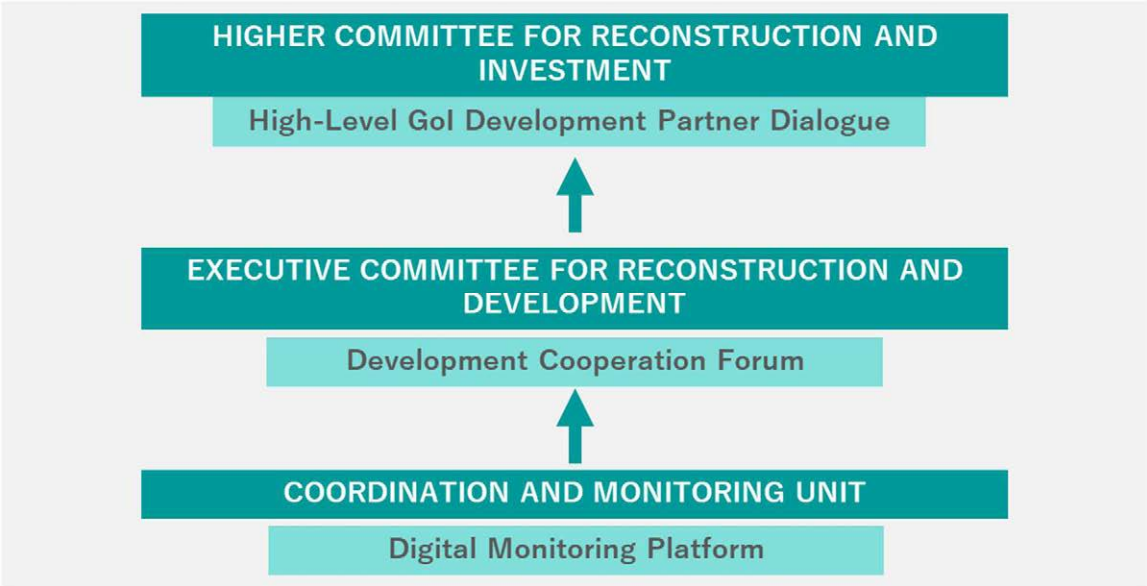 HIGHER COMMITTEE FOR RECONSTRUCTION AND
INVESTMENT
High-Level GoI Development Partner Dialogue
EXECUTIVE COMMITTEE FOR RECONSTRUCTION AND
DEVELOPMENT
Development Cooperation Forum
COORDINATION AND MONITORING UNIT
Digital Monitoring Platform